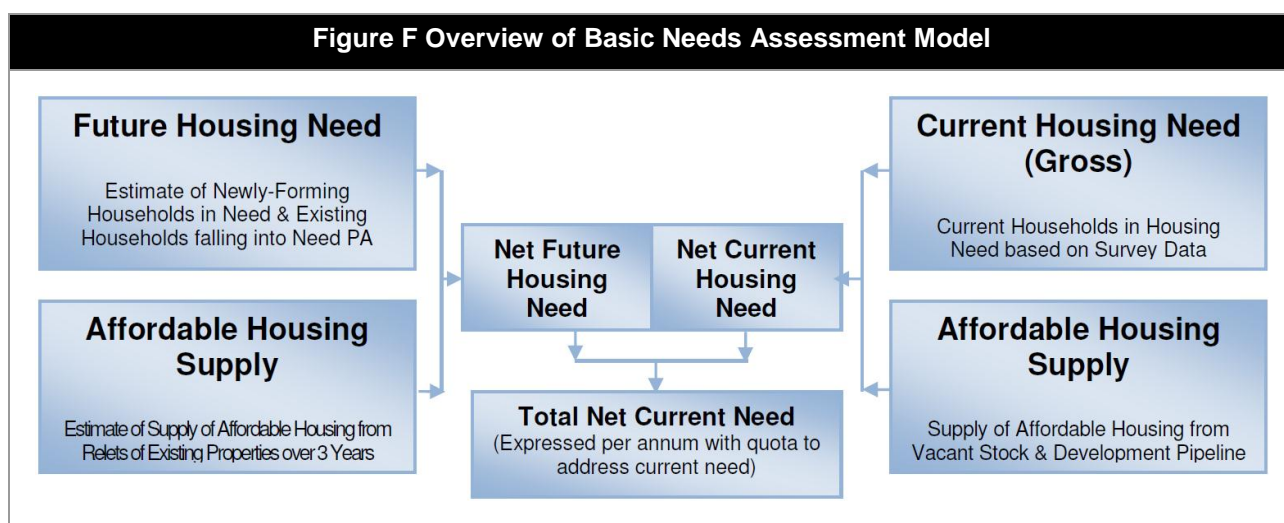 Figure F Overview of Basic Needs Assessment Model
Future Housing Need
Estimate of Newly-Forming
Households in Need & Existing
Households falling into Need PA
Affordable Housing
Supply
Estimate of Supply of Affordable Housing from
Relets of Existing Properties over 3 Years
Net Future
Housing
Need
Net Current
Housing
Need
Total Net Current Need
(Expressed per annum with quota to
address current need)
Current Housing Need
(Gross)
Current Households in Housing
Need based on Survey Data
Affordable Housing
Supply
Supply of Affordable Housing from
Vacant Stock & Development Pipeline